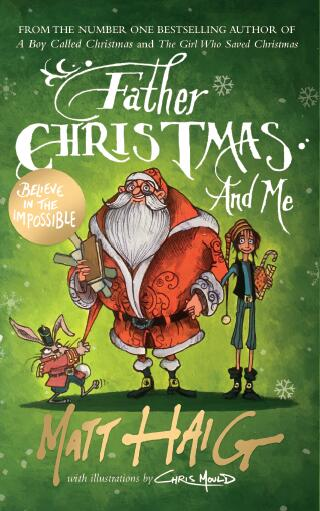 FROM THE NUMBER ONE BESTSELLING AUTHOR OF
A Boy Called Christmas and The Girl Who Saved Christmas
Father
CHRISTMAS
And Me
BELIEVE
IN THE
IMPOSSIBLE
MATT HAIG
with illustrations by CHRIS MOULD